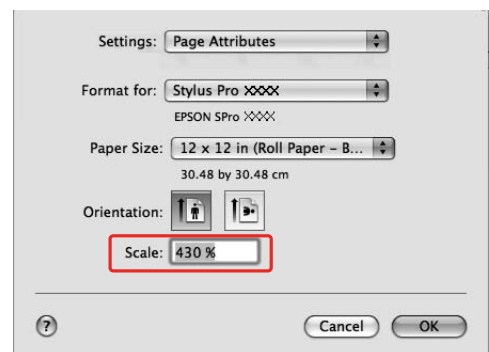 Settings: Page Attributes
Format for: Stylus Pro XXXX
EPSON SPro XXXX
Paper Size: 12 x 12 in (Roll Paper – B...
30.48 by 30.48 cm
Orientation:
Scale: 430 %
? Cancel OK